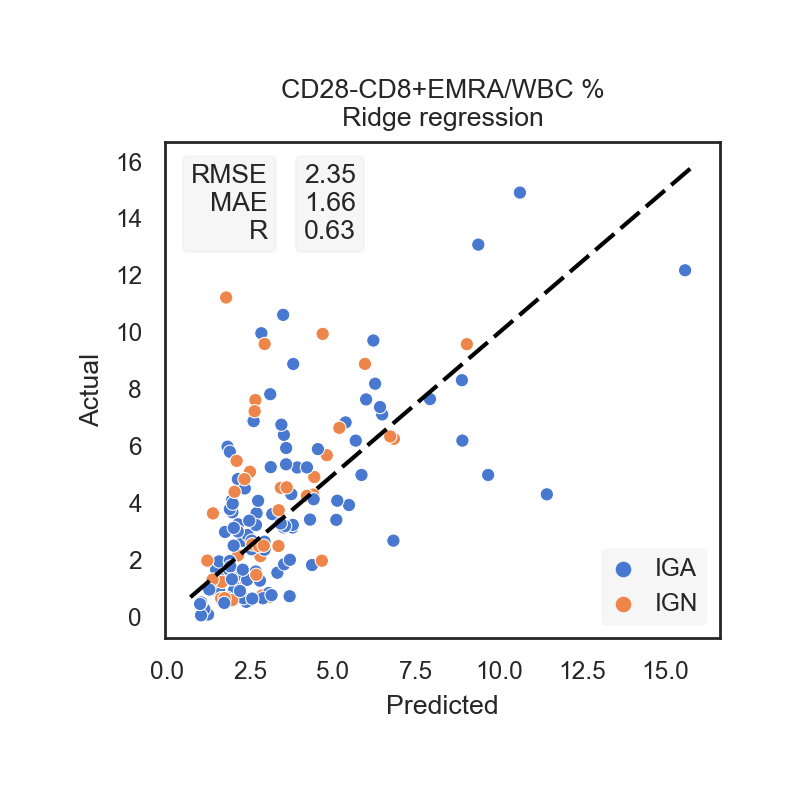 CD28-CD8+EMRA/WBC %
Ridge regression
RMSE 2.35
MAE 1.66
R 0.63
16
14
12
10
8
6
4
2
0
Actual
IGA
IGN
0.0 2.5 5.0 7.5 10.0 12.5 15.0
Predicted